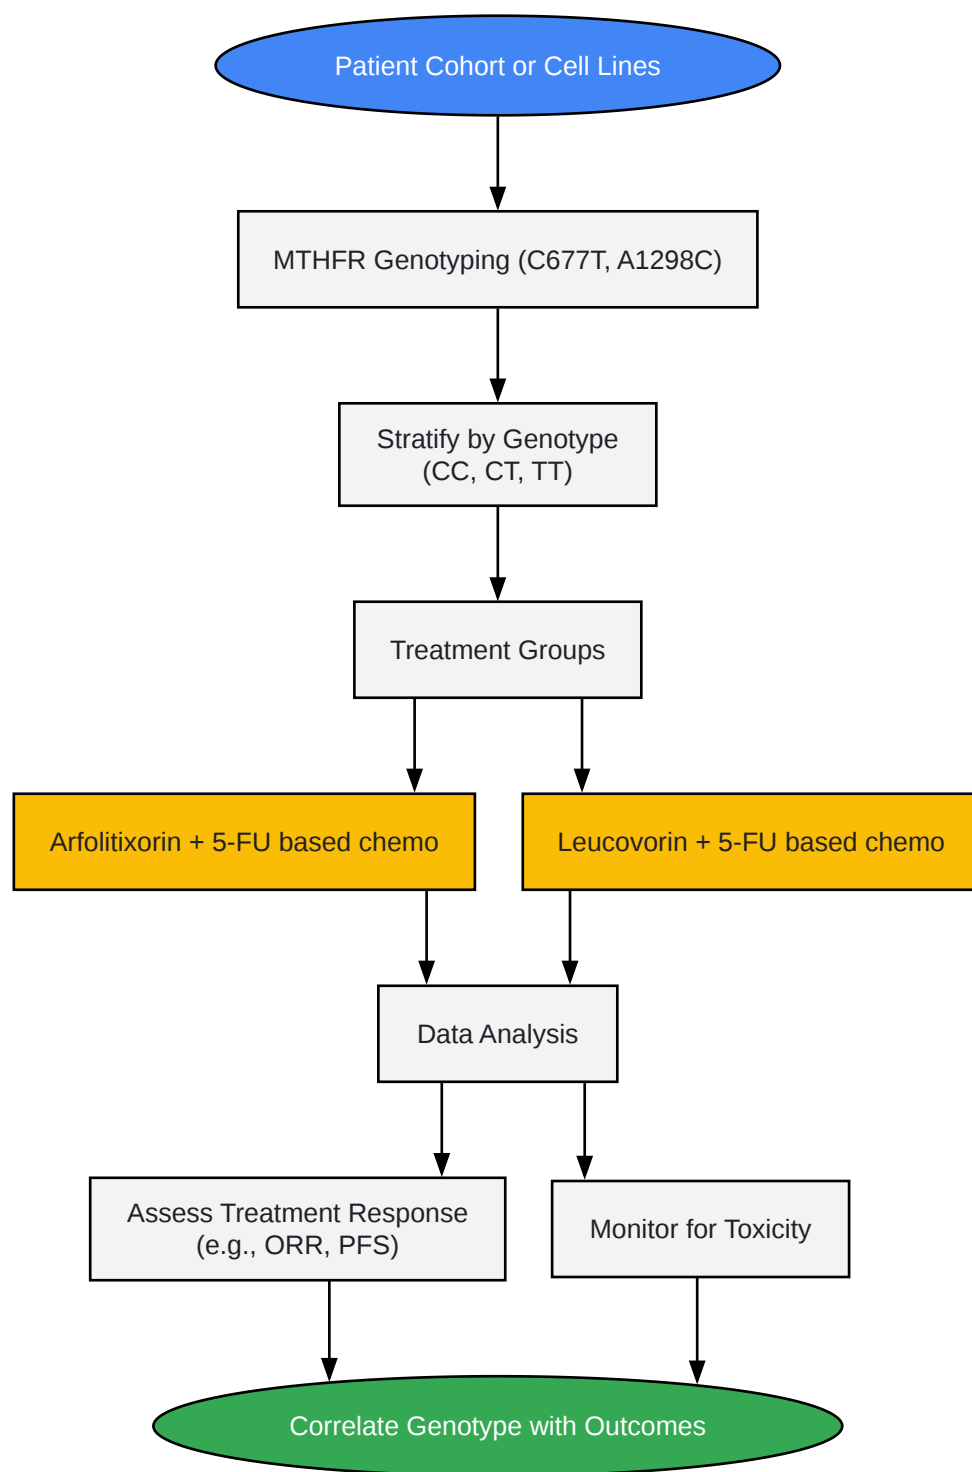 Patient Cohort or Cell Lines
MTHFR Genotyping (C677T, A1298C)
Stratify by Genotype
(CC, CT, TT)
Treatment Groups
Arfolitixorin + 5-FU based chemo
Leucovorin + 5-FU based chemo
Data Analysis
Assess Treatment Response
(e.g., ORR, PFS)
Monitor for Toxicity
Correlate Genotype with Outcomes